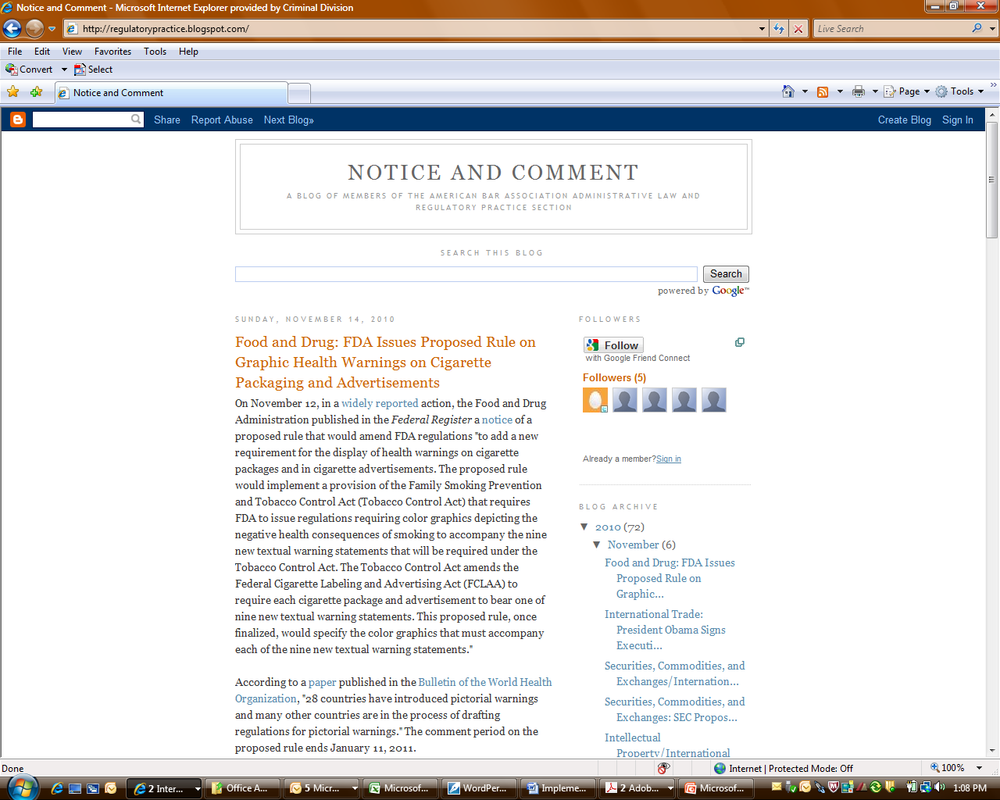 Notice and Comment - Microsoft Internet Explorer provided by Criminal Division
http://regulatorypractice.blogspot.com/
Live Search
File Edit View Favorites Tools Help
Convert Select
Notice and Comment
Page Tools
Share Report Abuse Next Blog» Create Blog Sign In
NOTICE AND COMMENT
A BLOG OF MEMBERS OF THE AMERICAN BAR ASSOCIATION ADMINISTRATIVE LAW AND
REGULATORY PRACTICE SECTION
SEARCH THIS BLOG
Search
powered by Google™
SUNDAY, NOVEMBER 14, 2010
Food and Drug: FDA Issues Proposed Rule on
Graphic Health Warnings on Cigarette
Packaging and Advertisements
On November 12, in a widely reported action, the Food and Drug
Administration published in the Federal Register a notice of a
proposed rule that would amend FDA regulations "to add a new
requirement for the display of health warnings on cigarette
packages and in cigarette advertisements. The proposed rule
would implement a provision of the Family Smoking Prevention
and Tobacco Control Act (Tobacco Control Act) that requires
FDA to issue regulations requiring color graphics depicting the
negative health consequences of smoking to accompany the nine
new textual warning statements that will be required under the
Tobacco Control Act. The Tobacco Control Act amends the
Federal Cigarette Labeling and Advertising Act (FCLAA) to
require each cigarette package and advertisement to bear one of
nine new textual warning statements. This proposed rule, once
finalized, would specify the color graphics that must accompany
each of the nine new textual warning statements."
According to a paper published in the Bulletin of the World Health
Organization, "28 countries have introduced pictorial warnings
and many other countries are in the process of drafting
regulations for pictorial warnings." The comment period on the
proposed rule ends January 11, 2011.
FOLLOWERS
Follow
with Google Friend Connect
Followers (5)
Already a member?Sign in
BLOG ARCHIVE
▼ 2010 (72)
▼ November (6)
Food and Drug: FDA Issues
Proposed Rule on
Graphic...
International Trade:
President Obama Signs
Executi...
Securities, Commodities, and
Exchanges/Internation...
Securities, Commodities, and
Exchanges: SEC Propos...
Intellectual
Property/International
Done Internet | Protected Mode: Off 100%
2 Inter... Office A... 5 Micr... Microsof... WordPer... Impleme... 2 Adob... Microsof... 1:08 PM